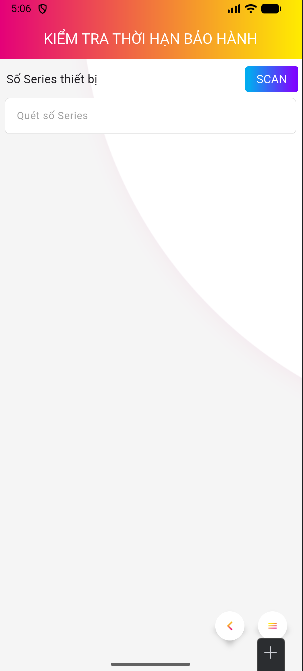 5:06
KIỂM TRA THỜI HẠN BẢO HÀNH
Số Series thiết bị
SCAN
Quét số Series